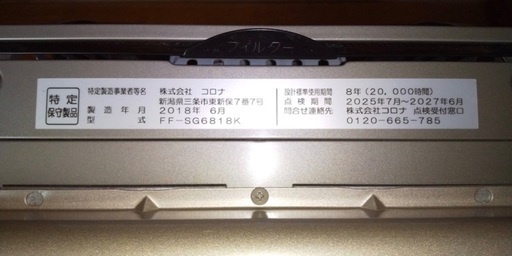 フィルター
特定
保守製品
特定製造事業者等名 株式会社 コロナ
新潟県三条市東新保7番7号
製造年月 2018年 6月
型式 FF-SG6818K
設計標準使用期間 8年(20,000時間)
点検期間 2025年7月~2027年6月
問合せ連絡先 株式会社コロナ 点検受付窓口
0120-665-785